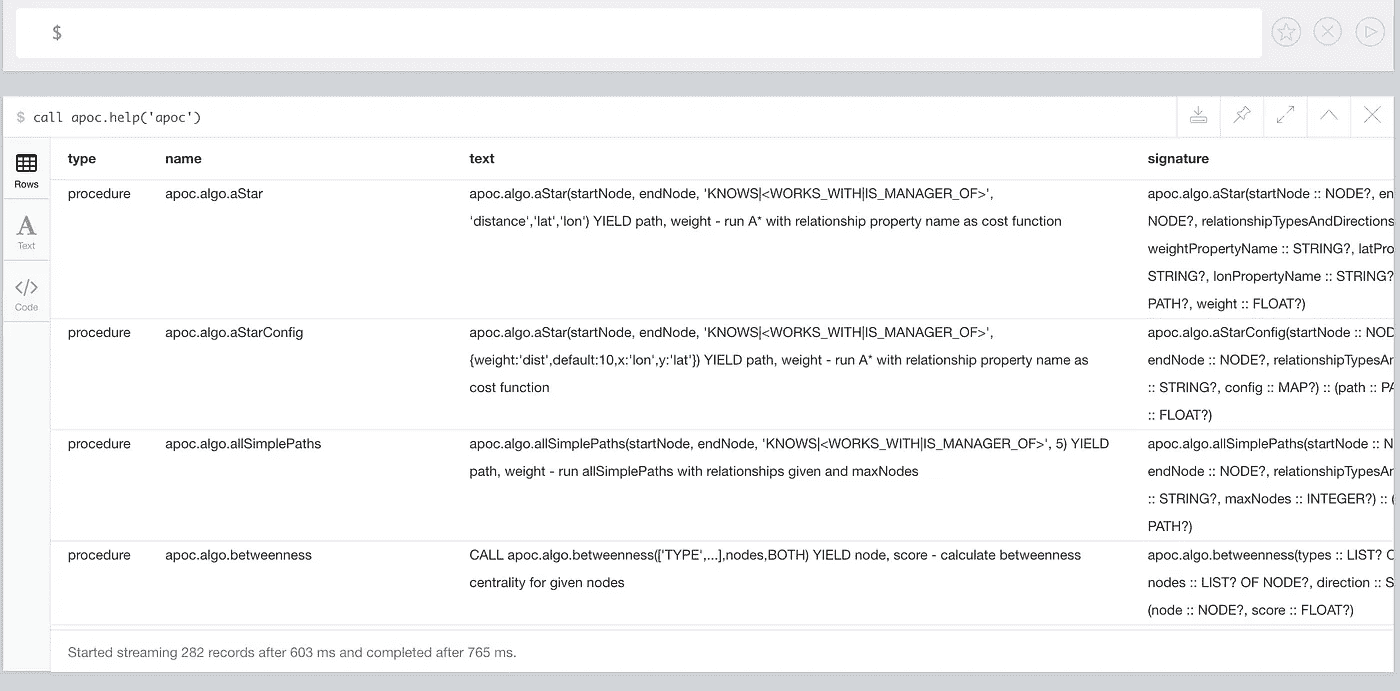 $
$ call apoc.help('apoc')
Rows
Text
Code
type name text signature
procedure apoc.algo.aStar apoc.algo.aStar(startNode, endNode, 'KNOWS|<WORKS_WITH|IS_MANAGER_OF>', apoc.algo.aStar(startNode :: NODE?, en
'distance','lat','lon') YIELD path, weight - run A* with relationship property name as cost function NODE?, relationshipTypesAndDirections
weightPropertyName :: STRING?, latPro
STRING?, lonPropertyName :: STRING?
PATH?, weight :: FLOAT?)
procedure apoc.algo.aStarConfig apoc.algo.aStar(startNode, endNode, 'KNOWS|<WORKS_WITH|IS_MANAGER_OF>', apoc.algo.aStarConfig(startNode :: NOD
{weight:'dist',default:10,x:'lon',y:'lat'}) YIELD path, weight - run A* with relationship property name as endNode :: NODE?, relationshipTypesAn
cost function :: STRING?, config :: MAP?) :: (path :: PA
:: FLOAT?)
procedure apoc.algo.allSimplePaths apoc.algo.allSimplePaths(startNode, endNode, 'KNOWS|<WORKS_WITH|IS_MANAGER_OF>', 5) YIELD apoc.algo.allSimplePaths(startNode :: N
path, weight - run allSimplePaths with relationships given and maxNodes endNode :: NODE?, relationshipTypesAn
:: STRING?, maxNodes :: INTEGER?) :: (
PATH?)
procedure apoc.algo.betweenness CALL apoc.algo.betweenness(['TYPE',...],nodes,BOTH) YIELD node, score - calculate betweenness apoc.algo.betweenness(types :: LIST? O
centrality for given nodes nodes :: LIST? OF NODE?, direction :: S
(node :: NODE?, score :: FLOAT?)
Started streaming 282 records after 603 ms and completed after 765 ms.